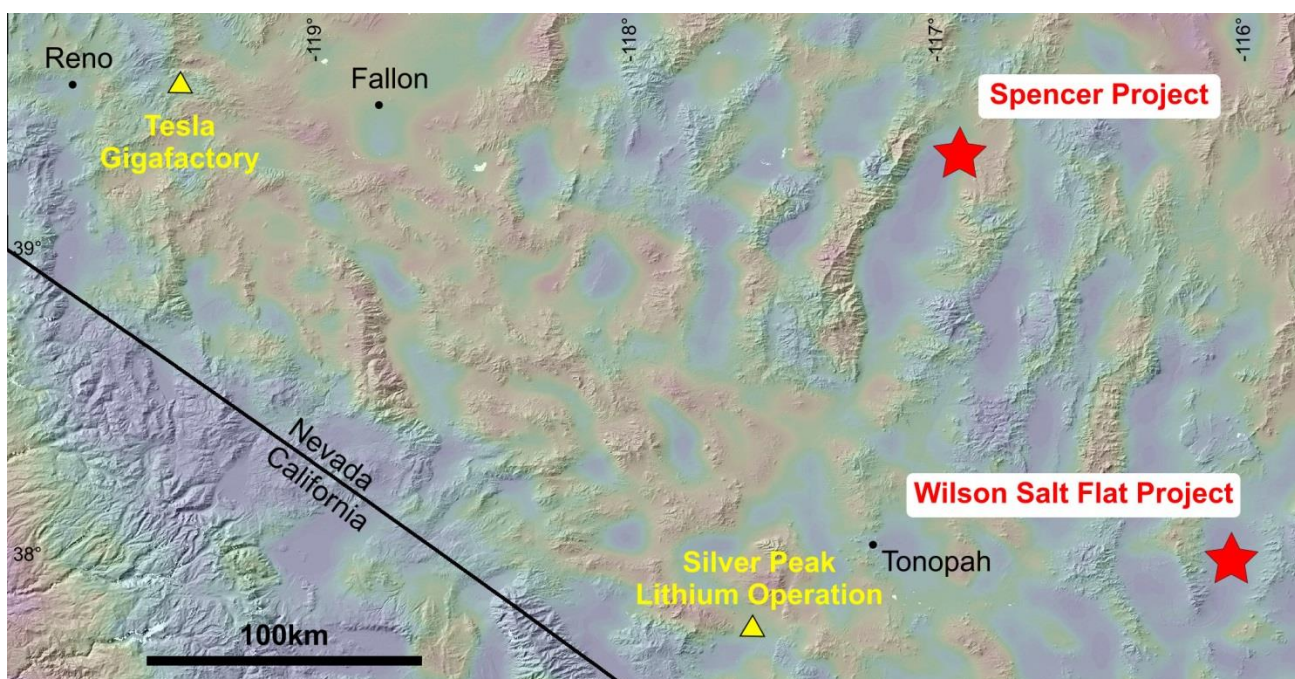 -119
-118
-117
-116
Reno
Fallon
Tesla
Gigafactory
Spencer Project
39°
Nevada
California
Wilson Salt Flat Project
38°
Silver Peak
Lithium Operation
Tonopah
100km